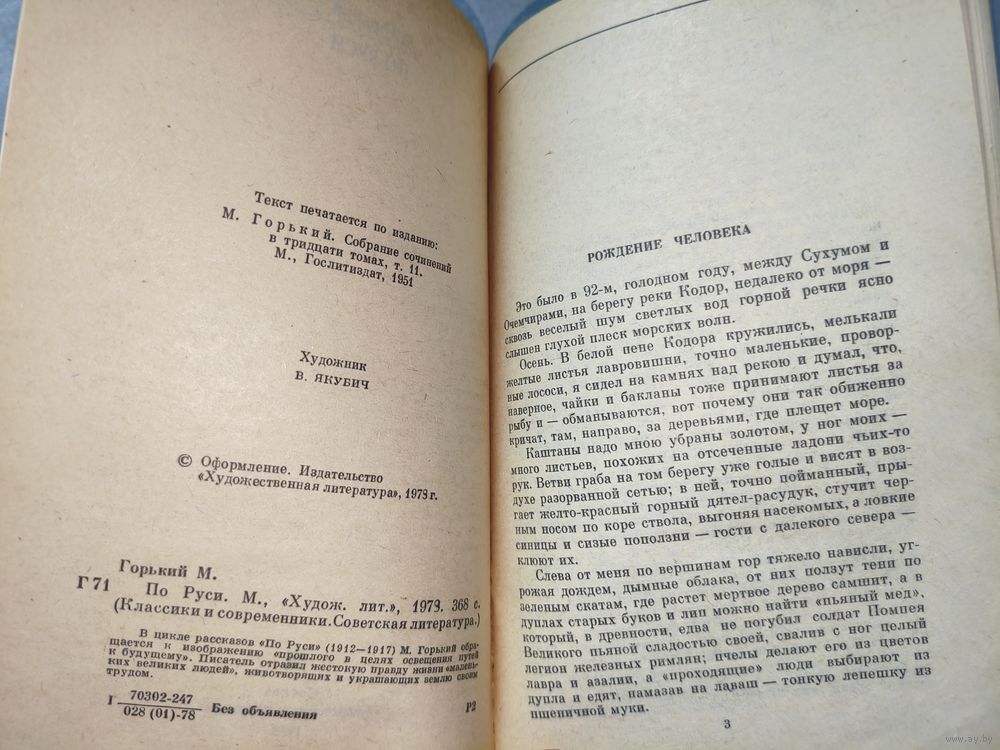 Текст печатается по изданию:
М. Горький. Собрание сочинений
в тридцати томах, т. 11.
М., Гослитиздат, 1951
Художник
В. ЯКУБИЧ
© Оформление. Издательство
«Художественная литература», 1979 г.
Горький М.
Г 71
По Руси. М., «Худож. лит.», 1979. 368 с.
(Классики и современники. Советская литература.)
В цикле рассказов «По Руси» (1912—1917) М. Горький обра-
щается к изображению «прошлого в целях освещения путей
к будущему». Писатель отразил жестокую правду жизни «малень-
ких великих людей», животворящих и украшающих землю своим
трудом.
Г 70302-247
028 (01)-78 Без объявления
Р2
РОЖДЕНИЕ ЧЕЛОВЕКА
Это было в 92-м, голодном году, между Сухумом и
Очемчирами, на берегу реки Кодор, недалеко от моря —
сквозь веселый шум светлых вод горной речки ясно
слышен глухой плеск морских волн.
Осень. В белой пене Кодора кружились, мелькали
желтые листья лавровишни, точно маленькие, провор-
ные лососи, я сидел на камнях над рекою и думал, что,
наверное, чайки и бакланы тоже принимают листья за
рыбу и — обманываются, вот почему они так обиженно
кричат, там, направо, за деревьями, где плещет море.
Каштаны надо мною убраны золотом, у ног моих —
много листьев, похожих на отсеченные ладони чьих-то
рук. Ветви граба на том берегу уже голые и висят в воз-
духе разорванной сетью; в ней, точно пойманный, пры-
гает желто-красный горный дятел-расудук, стучит чер-
ным носом по коре ствола, выгоняя насекомых, а ловкие
синицы и сизые поползни — гости с далекого севера —
клюют их.
Слева от меня по вершинам гор тяжело нависли, уг-
рожая дождем, дымные облака, от них ползут тени по
зеленым скатам, где растет мертвое дерево самшит, а в
дуплах старых буков и лип можно найти «пьяный мед»,
который, в древности, едва не погубил солдат Помпея
Великого пьяной сладостью своей, свалив с ног целый
легион железных римлян; пчелы делают его из цветов
лавра и азалии, а «проходящие» люди выбирают из
дупла и едят, намазав на лаваш — тонкую лепешку из
пшеничной муки.
3
www.ay.by